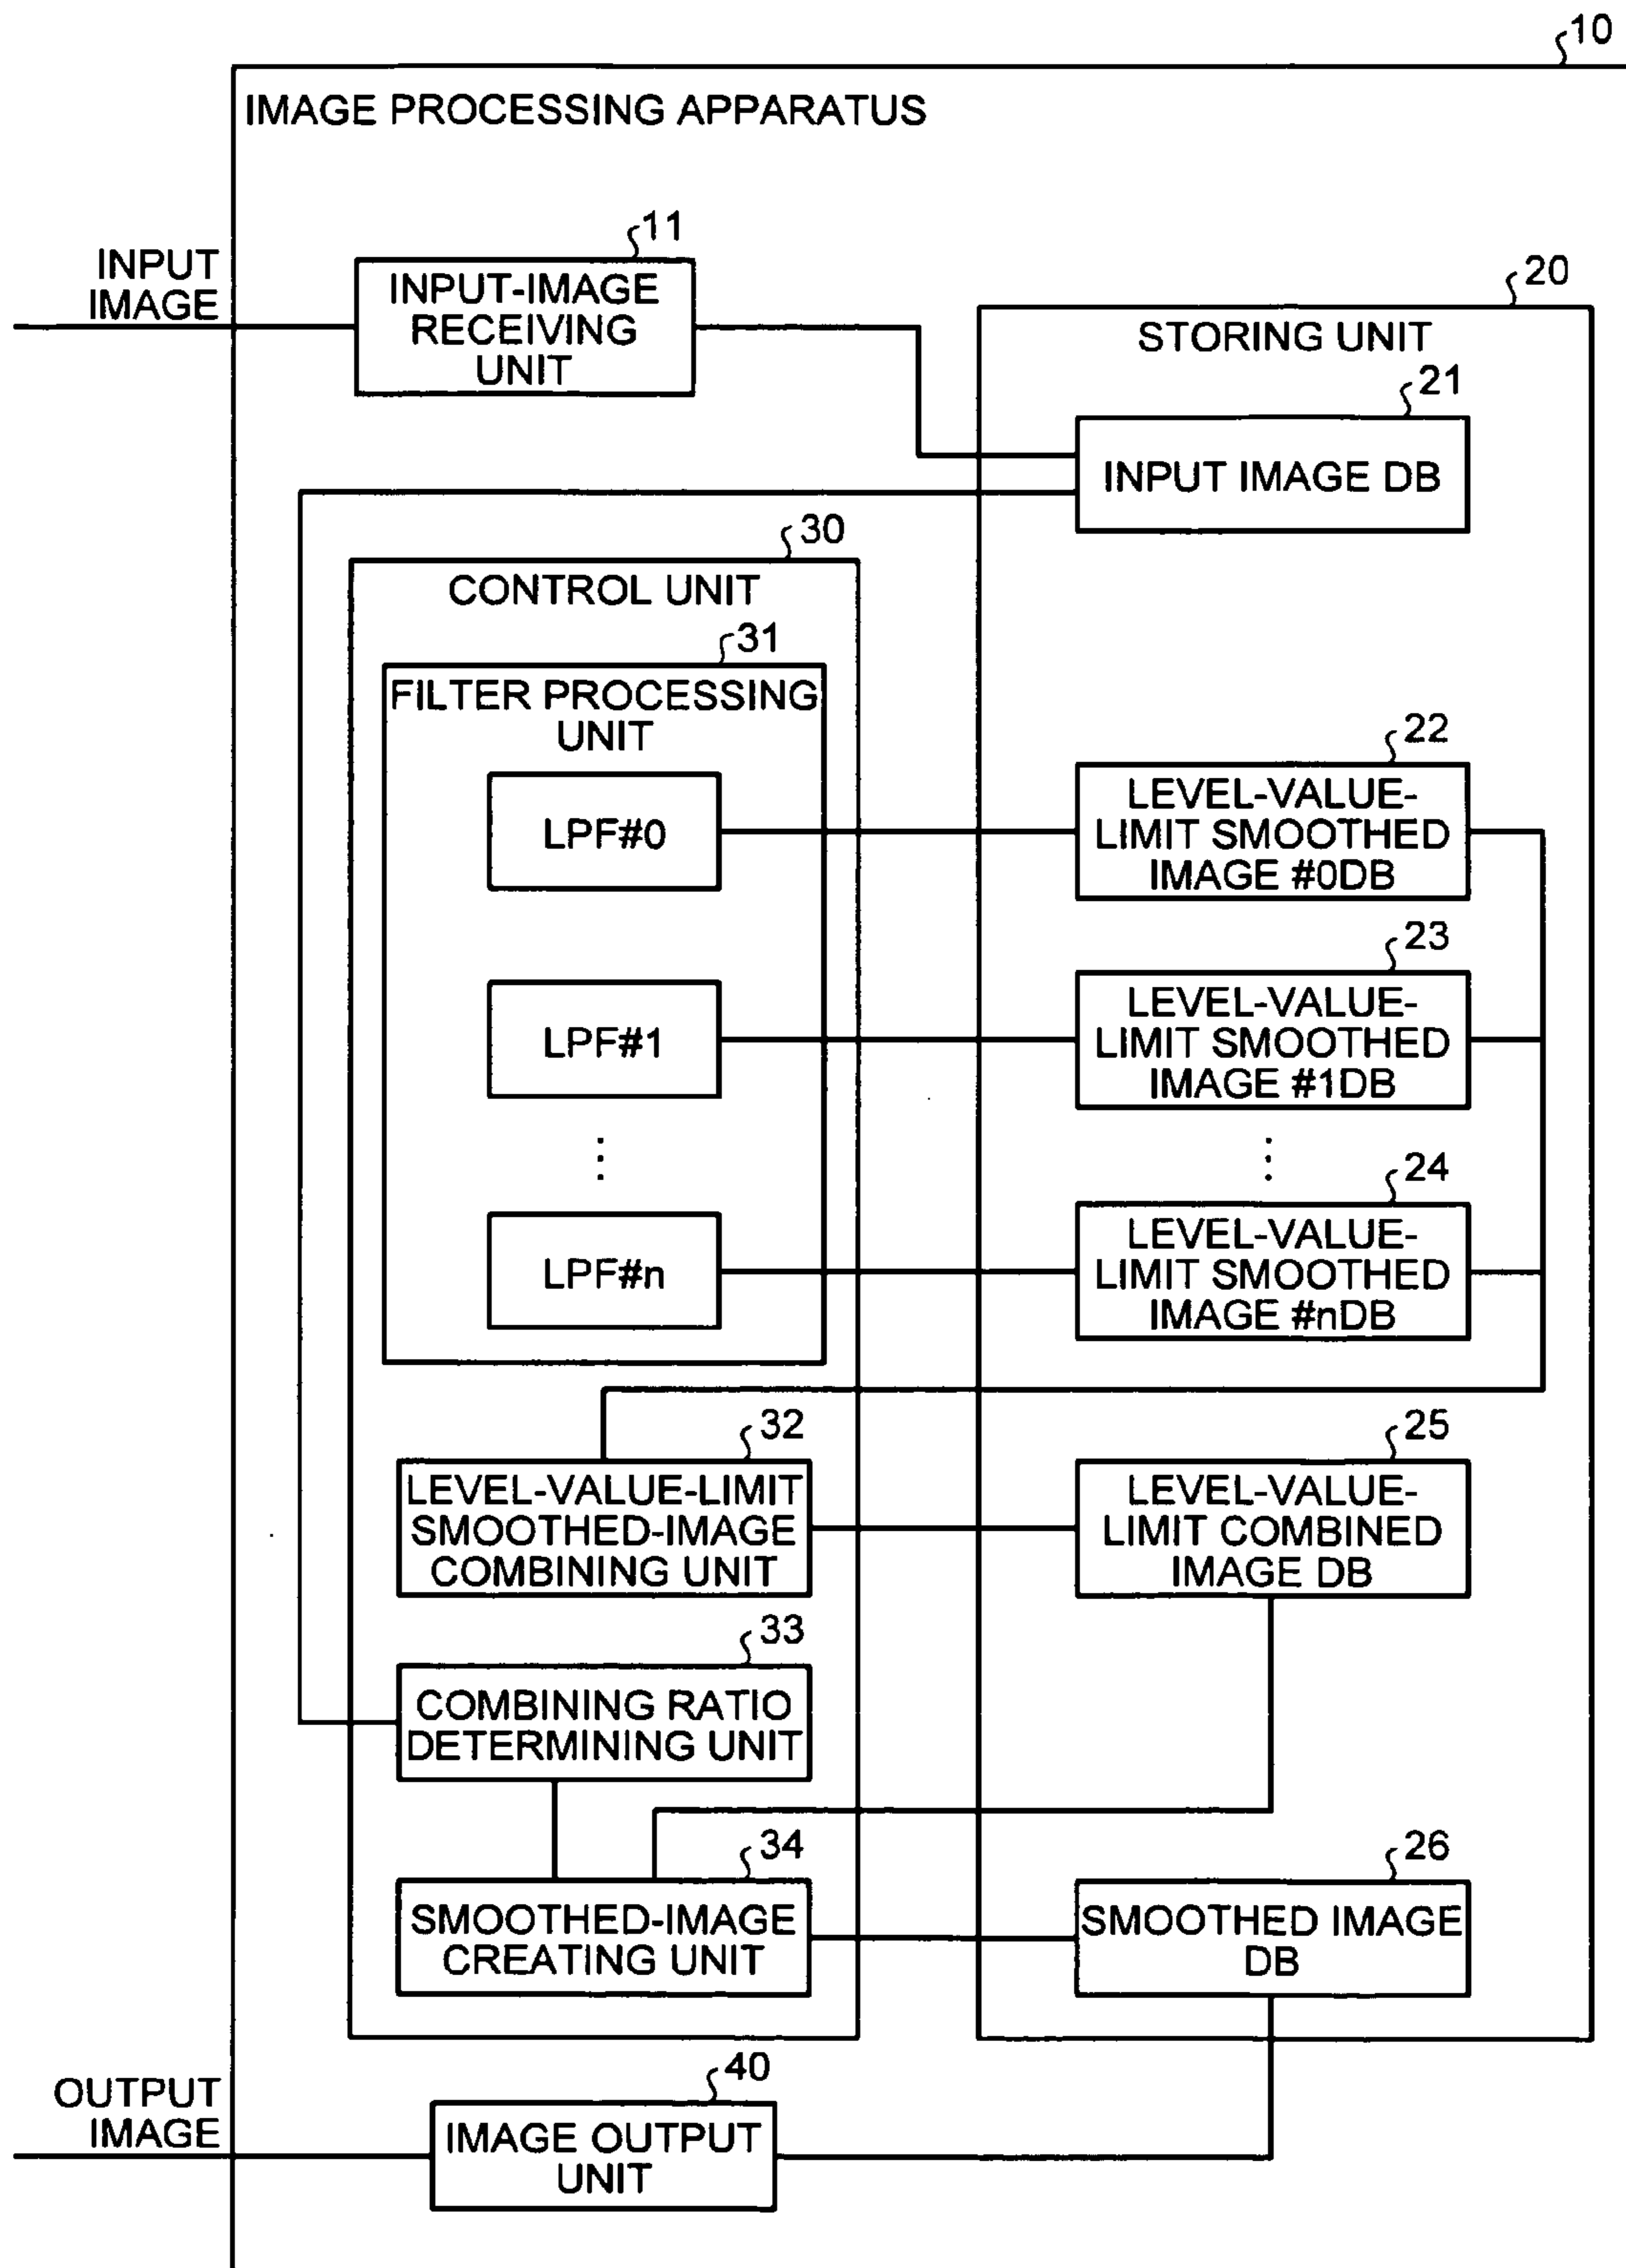 10
IMAGE PROCESSING APPARATUS
11
INPUT
IMAGE
INPUT-IMAGE
RECEIVING
UNIT
20
STORING UNIT
21
INPUT IMAGE DB
30
CONTROL UNIT
31
FILTER PROCESSING
UNIT
LPF#0
22
LEVEL-VALUE-
LIMIT SMOOTHED
IMAGE #0DB
LPF#1
23
LEVEL-VALUE-
LIMIT SMOOTHED
IMAGE #1DB
⋮
⋮
LPF#n
24
LEVEL-VALUE-
LIMIT SMOOTHED
IMAGE #nDB
32
LEVEL-VALUE-LIMIT
SMOOTHED-IMAGE
COMBINING UNIT
25
LEVEL-VALUE-
LIMIT COMBINED
IMAGE DB
33
COMBINING RATIO
DETERMINING UNIT
34
SMOOTHED-IMAGE
CREATING UNIT
26
SMOOTHED IMAGE
DB
OUTPUT
IMAGE
40
IMAGE OUTPUT
UNIT